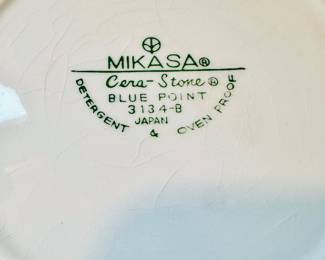 MIKASA®
Cera-Stone®
BLUE POINT
3134-B
JAPAN
DETERGENT & OVEN PROOF